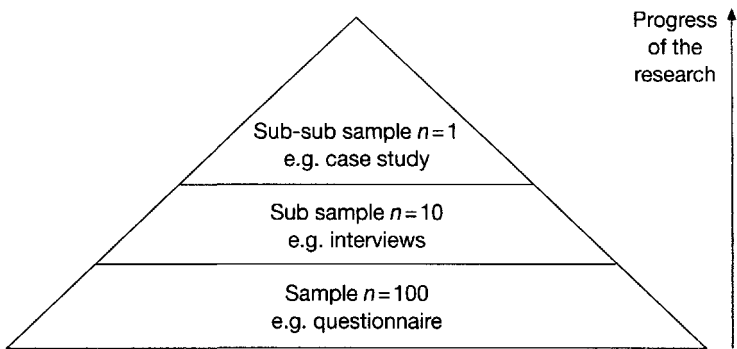 Progress
of the
research
Sub-sub sample n=1
e.g. case study
Sub sample n=10
e.g. interviews
Sample n=100
e.g. questionnaire